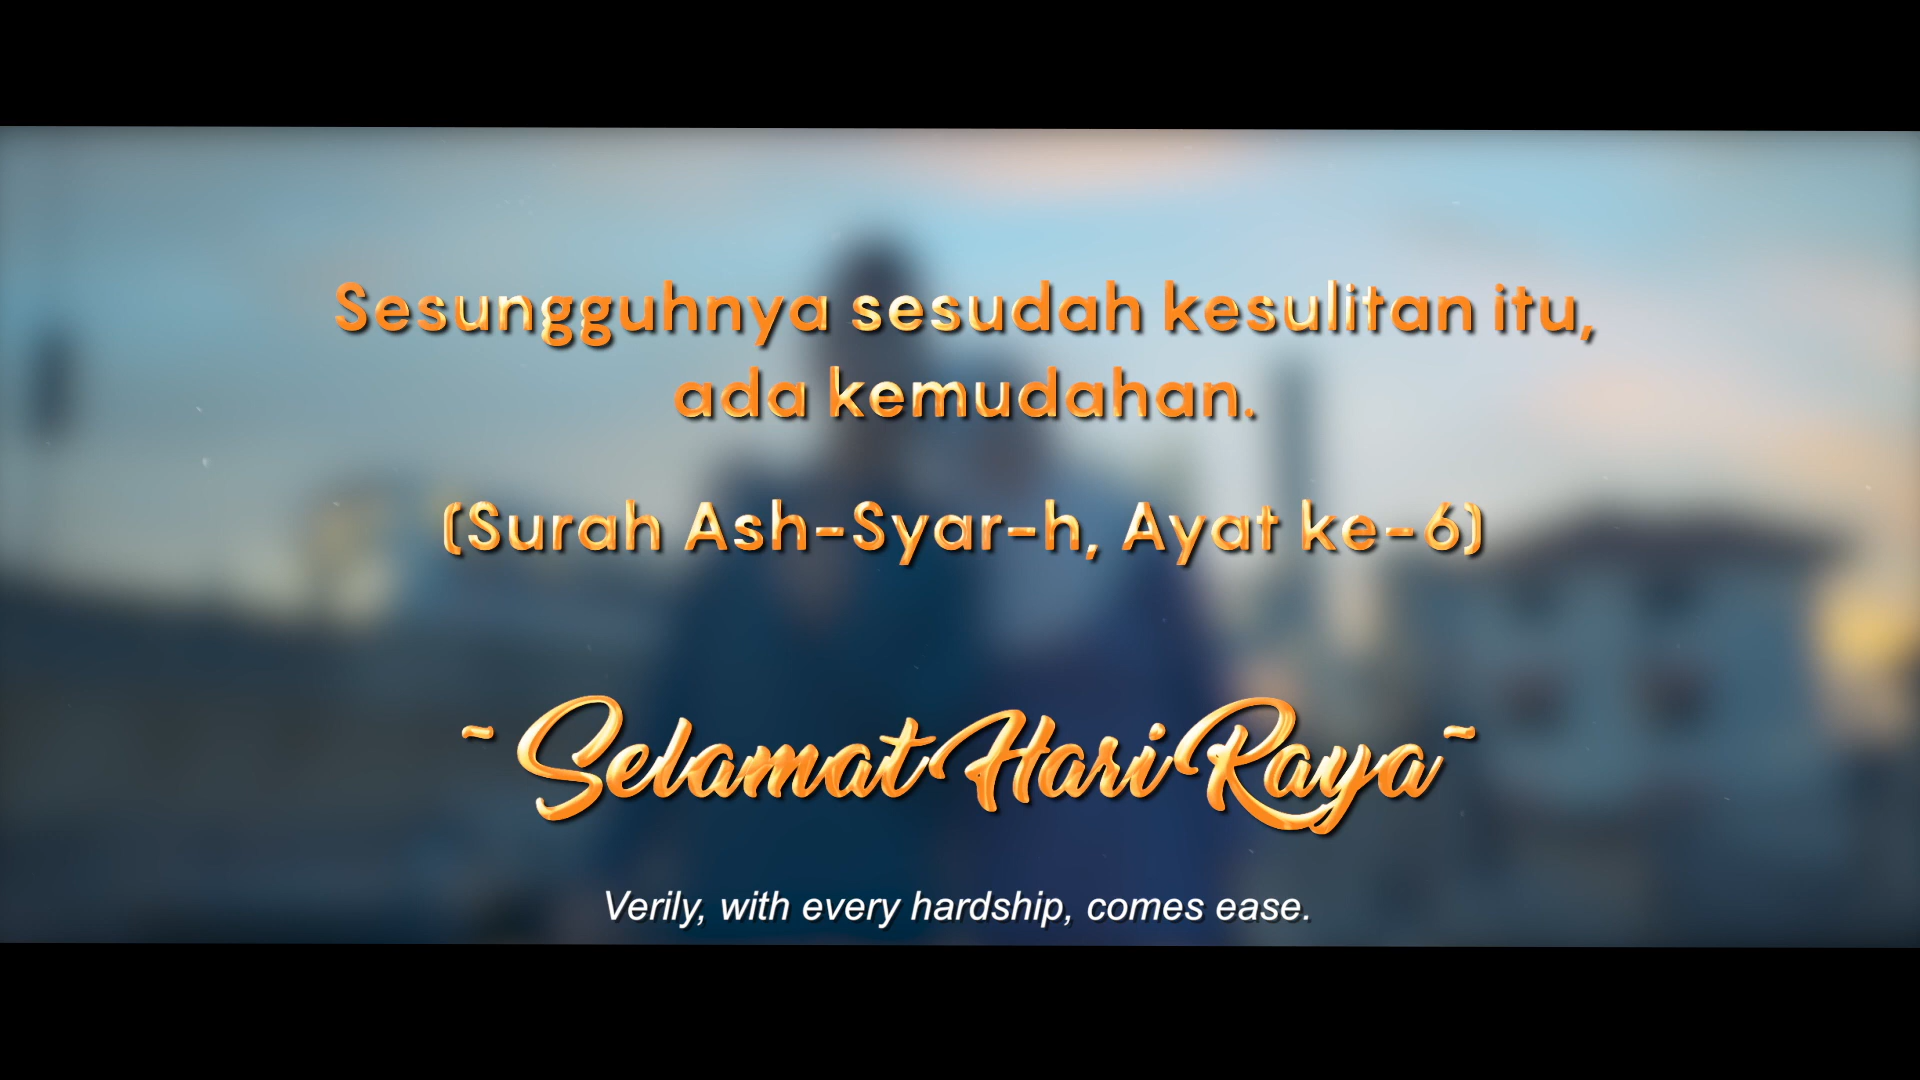 Sesungguhnya sesudah kesulitan itu,
ada kemudahan.
(Surah Ash-Syar-h, Ayat ke-6)
~ Selamat Hari Raya ~
Verily, with every hardship, comes ease.